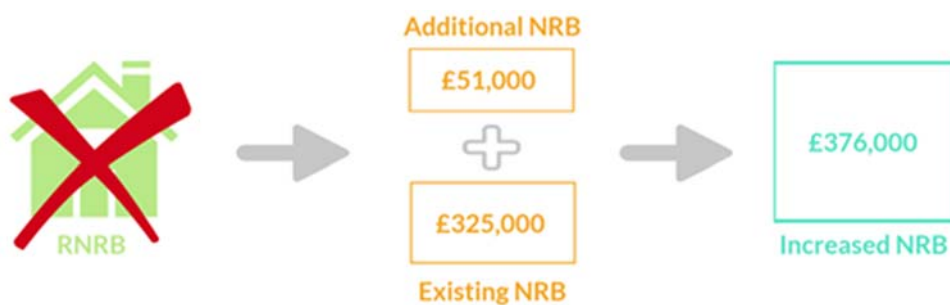 RNRB
Additional NRB
£51,000
£325,000
Existing NRB
£376,000
Increased NRB